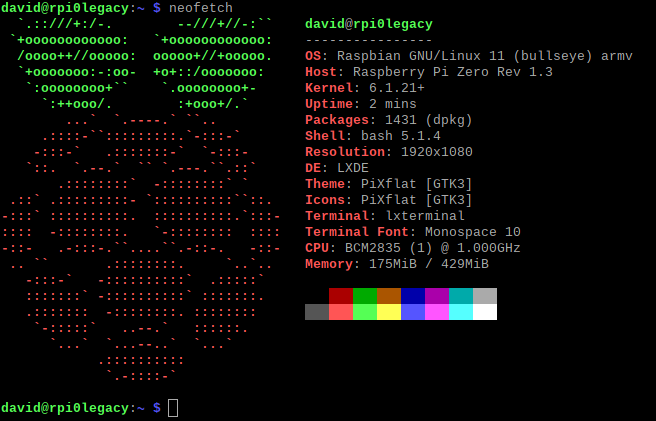 david@rpi0legacy:~ $ neofetch
david@rpi0legacy
----------------
OS: Raspbian GNU/Linux 11 (bullseye) armv
Host: Raspberry Pi Zero Rev 1.3
Kernel: 6.1.21+
Uptime: 2 mins
Packages: 1431 (dpkg)
Shell: bash 5.1.4
Resolution: 1920x1080
DE: LXDE
Theme: PiXflat [GTK3]
Icons: PiXflat [GTK3]
Terminal: lxterminal
Terminal Font: Monospace 10
CPU: BCM2835 (1) @ 1.000GHz
Memory: 175MiB / 429MiB
david@rpi0legacy:~ $